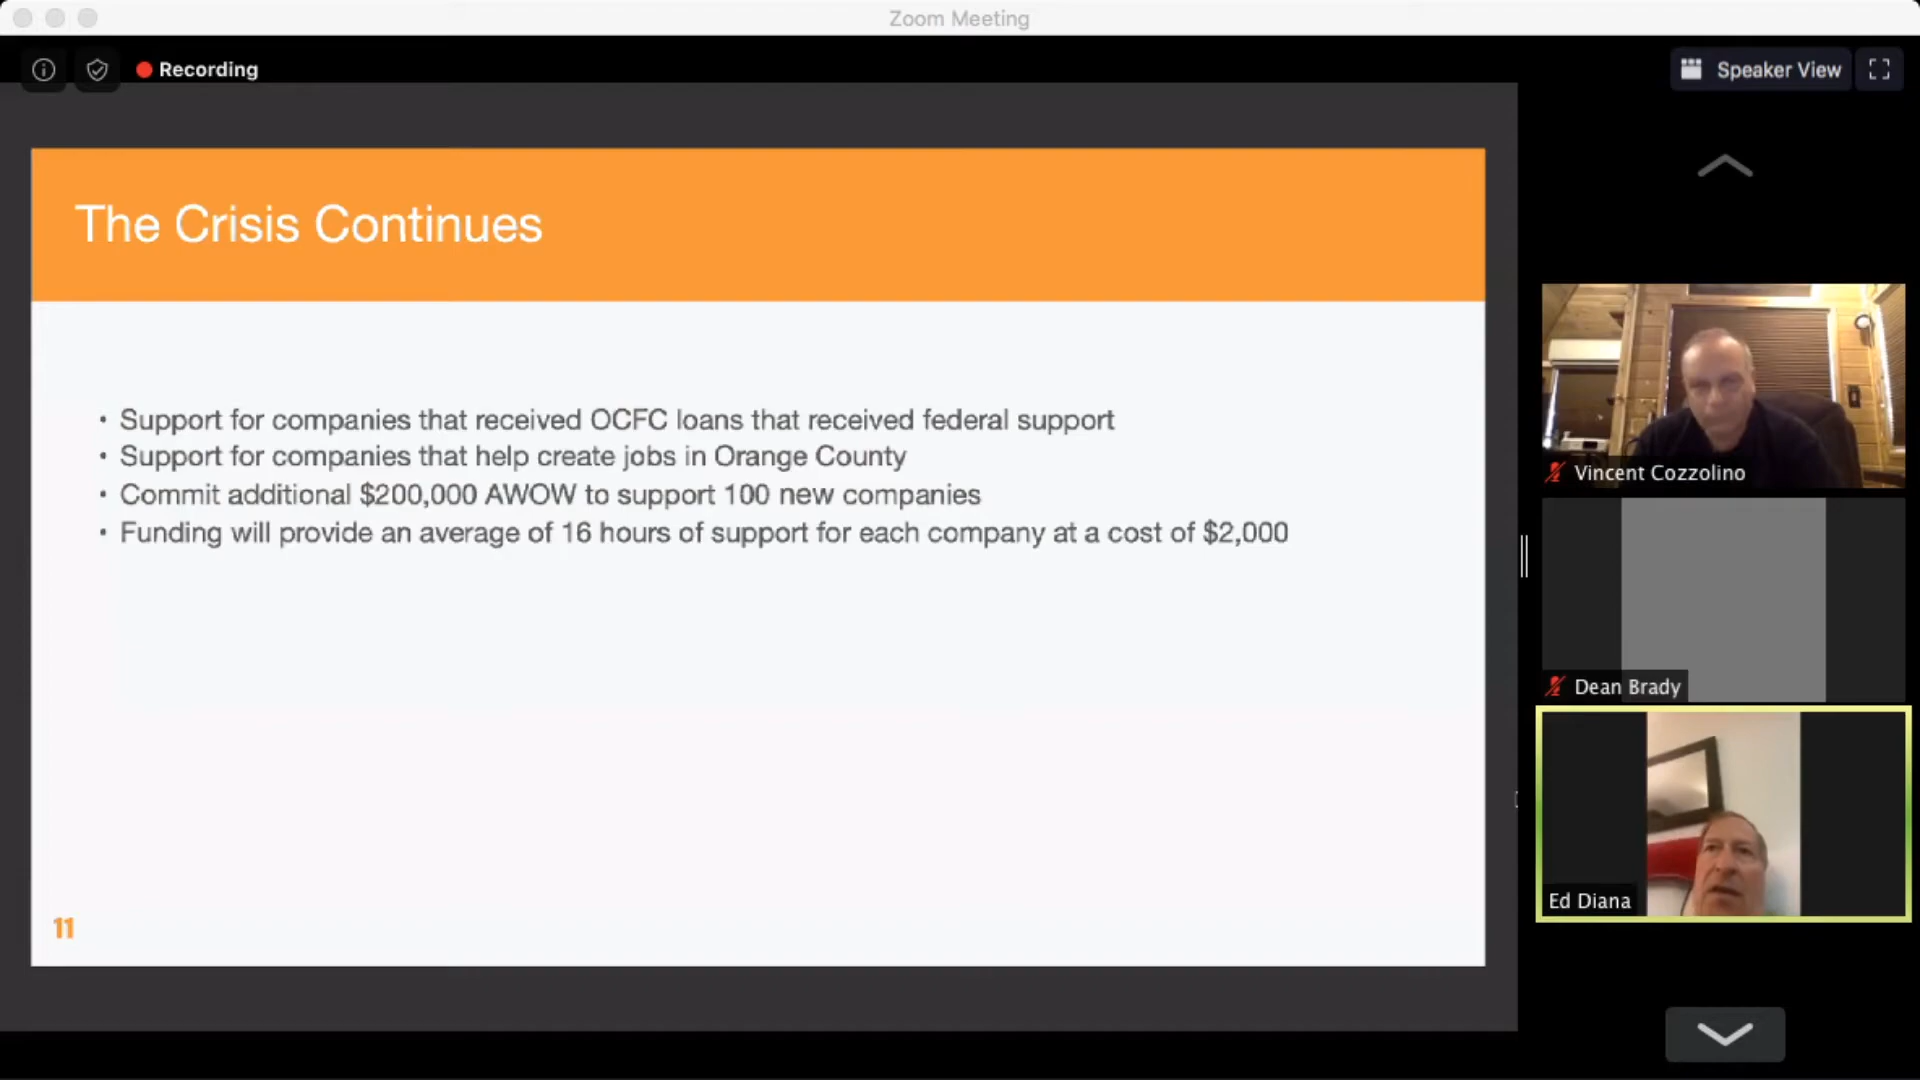 Zoom Meeting
Recording
Speaker View
The Crisis Continues
• Support for companies that received OCFC loans that received federal support
• Support for companies that help create jobs in Orange County
• Commit additional $200,000 AWOW to support 100 new companies
• Funding will provide an average of 16 hours of support for each company at a cost of $2,000
11
Vincent Cozzolino
Dean Brady
Ed Diana